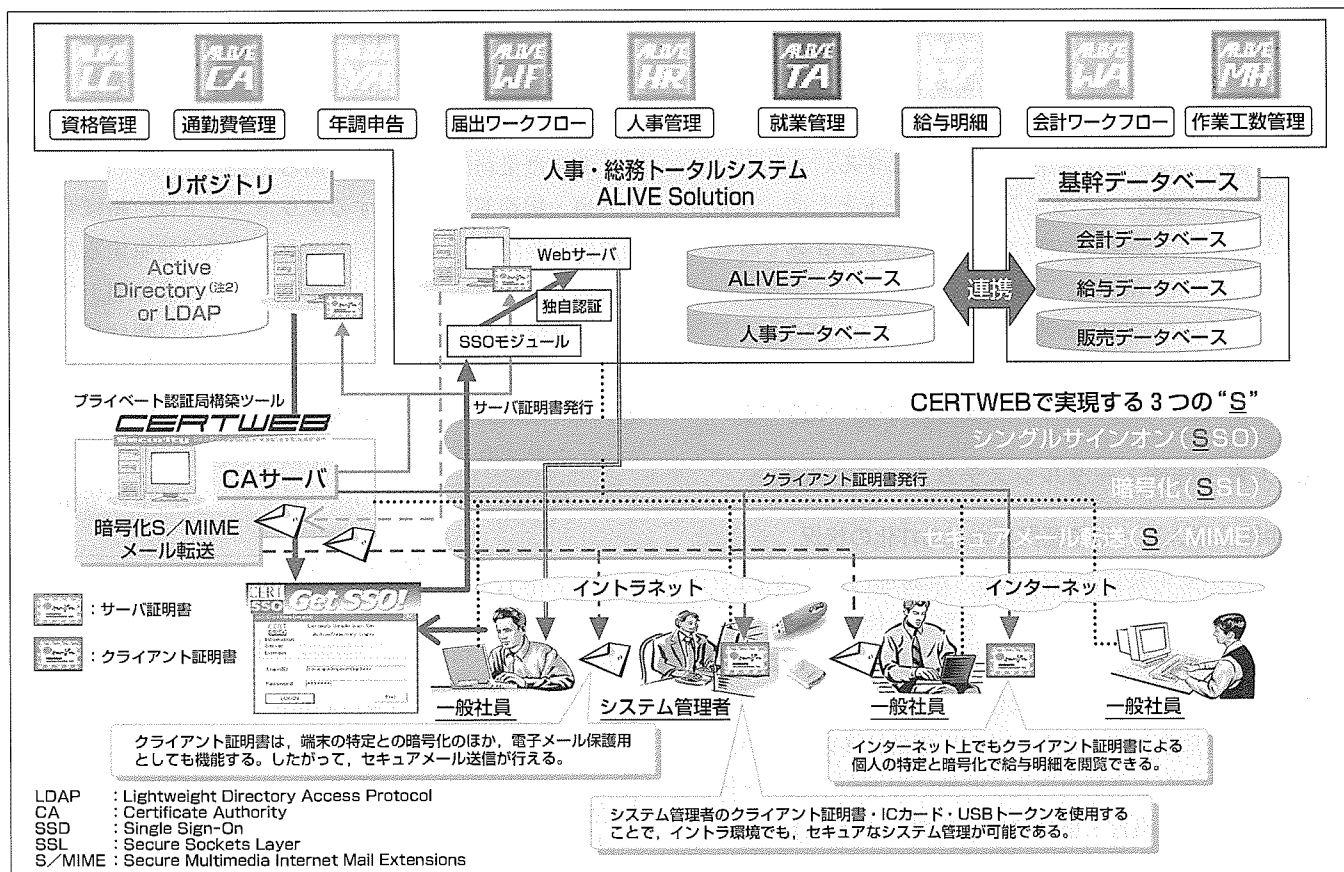 ALIVE LC
ALIVE CA
ALIVE YA
ALIVE WF
ALIVE HR
ALIVE TA
ALIVE WA
ALIVE MH
資格管理
通勤費管理
年調申告
届出ワークフロー
人事管理
就業管理
給与明細
会計ワークフロー
作業工数管理
人事・総務トータルシステム
ALIVE Solution
リポジトリ
Active
Directory(注2)
or LDAP
Webサーバ
独自認証
SSOモジュール
ALIVEデータベース
人事データベース
連携
基幹データベース
会計データベース
給与データベース
販売データベース
プライベート認証局構築ツール
CERTWEB
Security
CAサーバ
暗号化S/MIME
メール転送
サーバ証明書発行
CERTWEBで実現する3つの“S”
シングルサインオン(SSO)
クライアント証明書発行
暗号化(SSL)
セキュアメール転送(S/MIME)
イントラネット
インターネット
CERT
SSO
Get SSO!
:サーバ証明書
:クライアント証明書
一般社員
システム管理者
一般社員
一般社員
クライアント証明書は,端末の特定との暗号化のほか,電子メール保護用
としても機能する。したがって,セキュアメール送信が行える。
インターネット上でもクライアント証明書による
個人の特定と暗号化で給与明細を閲覧できる。
システム管理者のクライアント証明書・ICカード・USBトークンを使用する
ことで,イントラ環境でも,セキュアなシステム管理が可能である。
LDAP :Lightweight Directory Access Protocol
CA :Certificate Authority
SSD :Single Sign-On
SSL :Secure Sockets Layer
S/MIME :Secure Multimedia Internet Mail Extensions